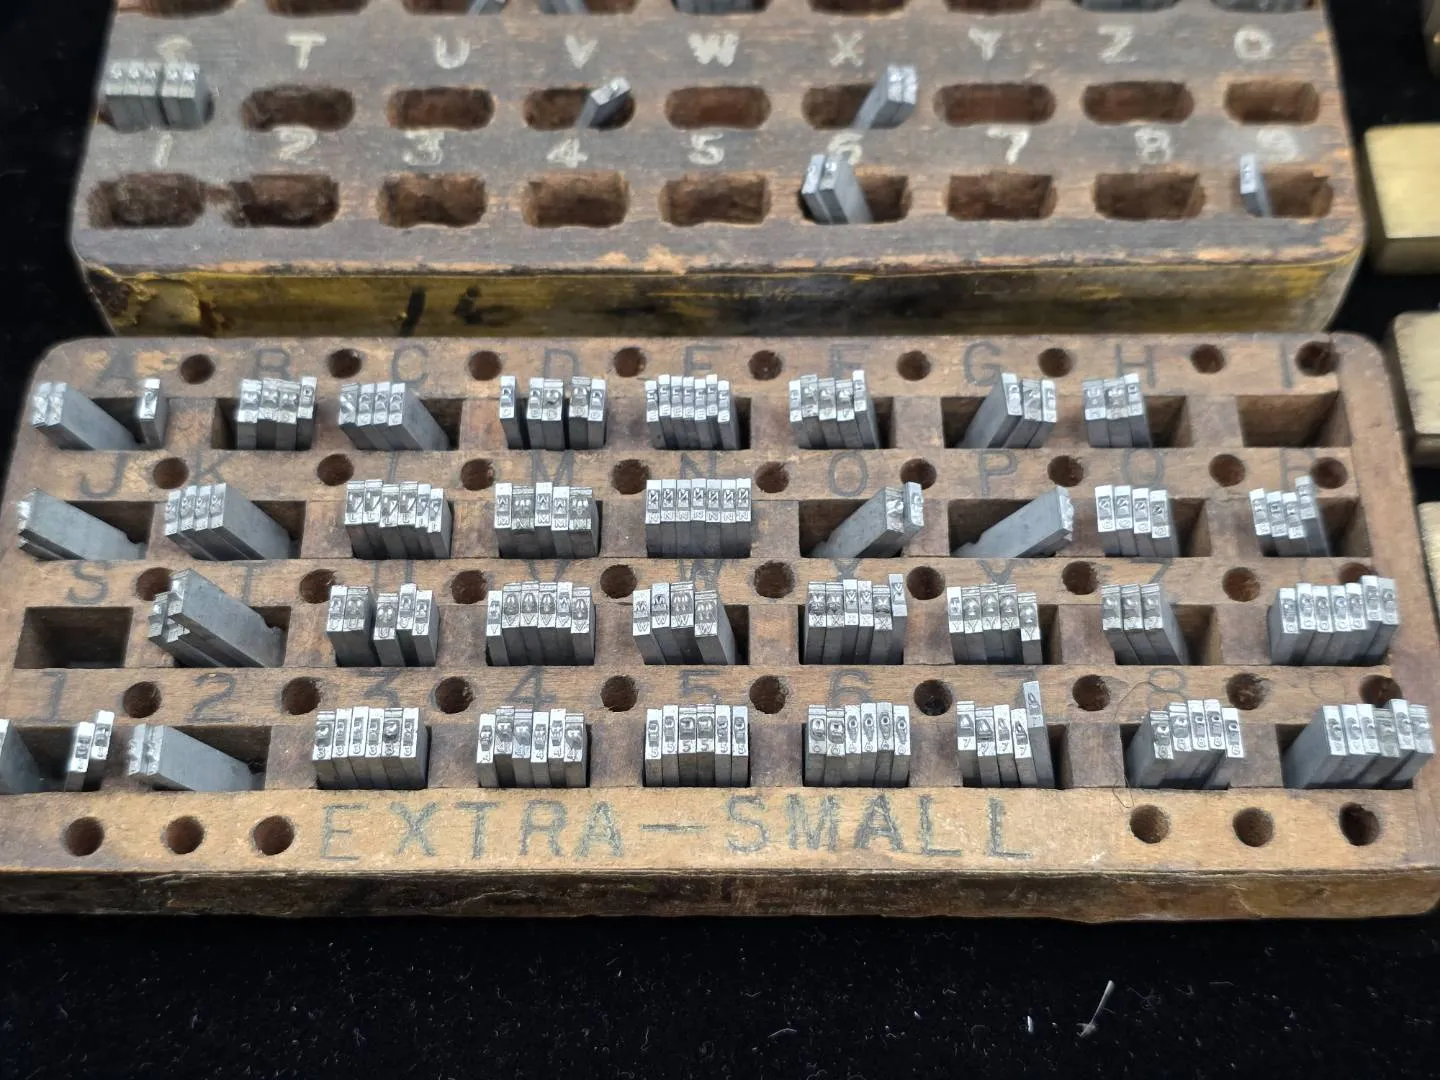 S T U V W X Y Z O
1 2 3 4 5 6 7 8 9
A B C D E F G H I
J K L M N O P Q R
S T U V W X Y Z
1 2 3 4 5 6 7 8
EXTRA-SMALL